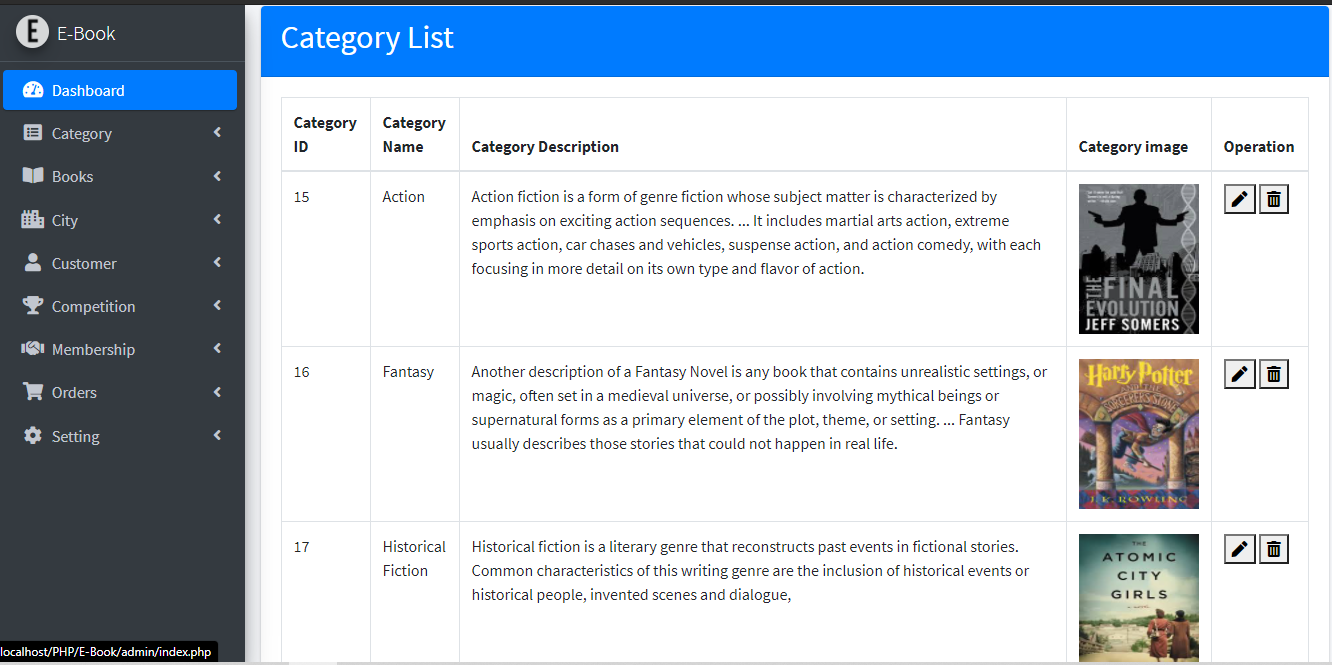 E E-Book
Dashboard
Category
Books
City
Customer
Competition
Membership
Orders
Setting
Category List
Category ID
Category Name
Category Description
Category image
Operation
15
Action
Action fiction is a form of genre fiction whose subject matter is characterized by
emphasis on exciting action sequences. ... It includes martial arts action, extreme
sports action, car chases and vehicles, suspense action, and action comedy, with each
focusing in more detail on its own type and flavor of action.
THE FINAL
EVOLUTION
JEFF SOMERS
16
Fantasy
Another description of a Fantasy Novel is any book that contains unrealistic settings, or
magic, often set in a medieval universe, or possibly involving mythical beings or
supernatural forms as a primary element of the plot, theme, or setting. ... Fantasy
usually describes those stories that could not happen in real life.
Harry Potter
AND THE
SORCERER'S STONE
J. K. ROWLING
17
Historical
Fiction
Historical fiction is a literary genre that reconstructs past events in fictional stories.
Common characteristics of this writing genre are the inclusion of historical events or
historical people, invented scenes and dialogue,
THE
ATOMIC
CITY
GIRLS
localhost/PHP/E-Book/admin/index.php